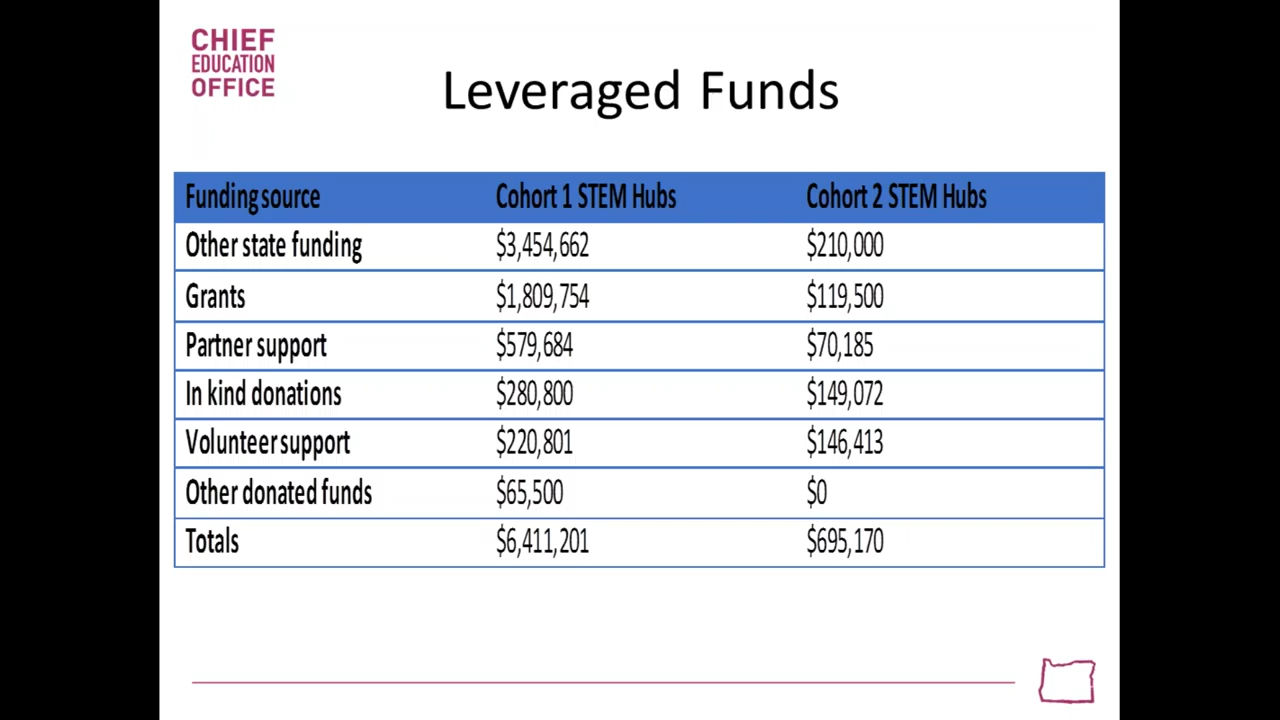 CHIEF
EDUCATION
OFFICE
Leveraged Funds
Funding source Cohort 1 STEM Hubs Cohort 2 STEM Hubs
Other state funding $3,454,662 $210,000
Grants $1,809,754 $119,500
Partner support $579,684 $70,185
In kind donations $280,800 $149,072
Volunteer support $220,801 $146,413
Other donated funds $65,500 $0
Totals $6,411,201 $695,170